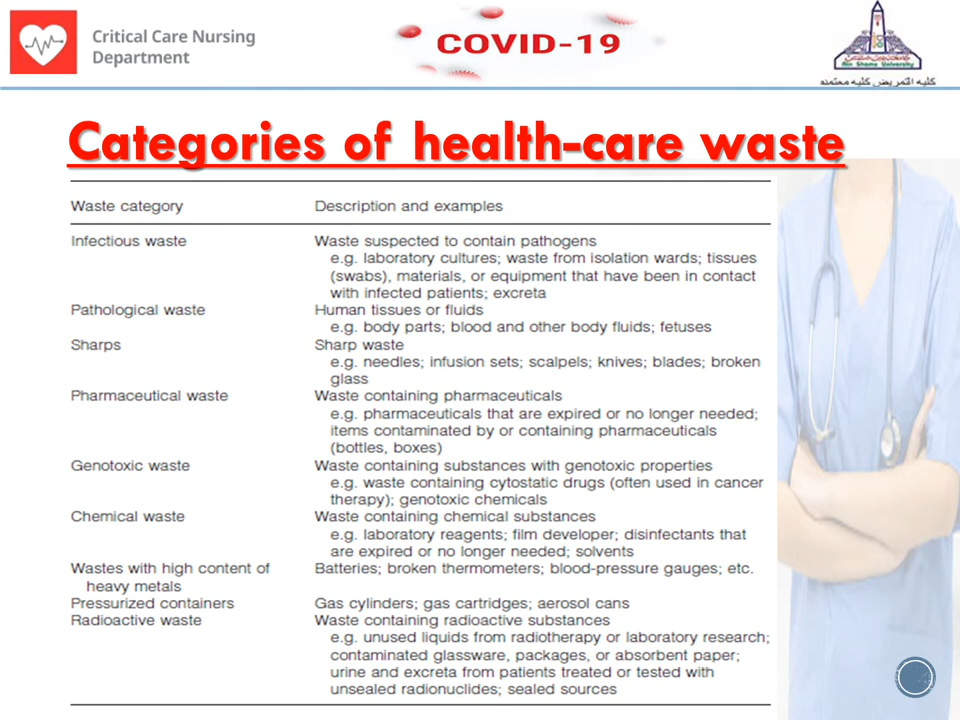 Critical Care Nursing
Department
COVID-19
Ain Shams University
كلية التمريض كلية معتمده
Categories of health-care waste
Waste category Description and examples
Infectious waste Waste suspected to contain pathogens
e.g. laboratory cultures; waste from isolation wards; tissues
(swabs), materials, or equipment that have been in contact
with infected patients; excreta
Pathological waste Human tissues or fluids
e.g. body parts; blood and other body fluids; fetuses
Sharps Sharp waste
e.g. needles; infusion sets; scalpels; knives; blades; broken
glass
Pharmaceutical waste Waste containing pharmaceuticals
e.g. pharmaceuticals that are expired or no longer needed;
items contaminated by or containing pharmaceuticals
(bottles, boxes)
Genotoxic waste Waste containing substances with genotoxic properties
e.g. waste containing cytostatic drugs (often used in cancer
therapy); genotoxic chemicals
Chemical waste Waste containing chemical substances
e.g. laboratory reagents; film developer; disinfectants that
are expired or no longer needed; solvents
Wastes with high content of Batteries; broken thermometers; blood-pressure gauges; etc.
heavy metals
Pressurized containers Gas cylinders; gas cartridges; aerosol cans
Radioactive waste Waste containing radioactive substances
e.g. unused liquids from radiotherapy or laboratory research;
contaminated glassware, packages, or absorbent paper;
urine and excreta from patients treated or tested with
unsealed radionuclides; sealed sources